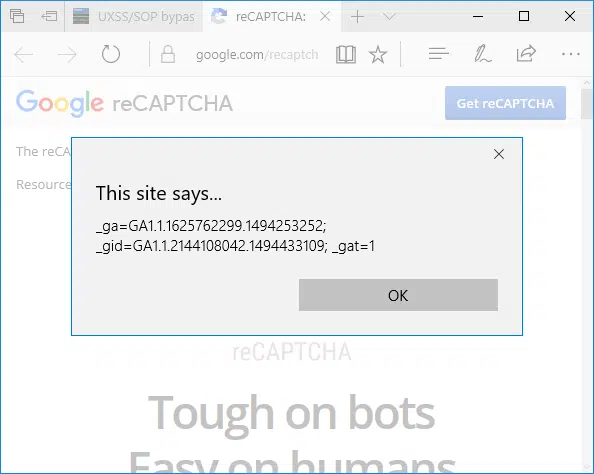 UXSS/SOP bypas
reCAPTCHA:
google.com/recaptch
Google reCAPTCHA
Get reCAPTCHA
The reCA
Resource
This site says...
_ga=GA1.1.1625762299.1494253252;
_gid=GA1.1.2144108042.1494433109; _gat=1
OK
reCAPTCHA
Tough on bots
Easy on humans